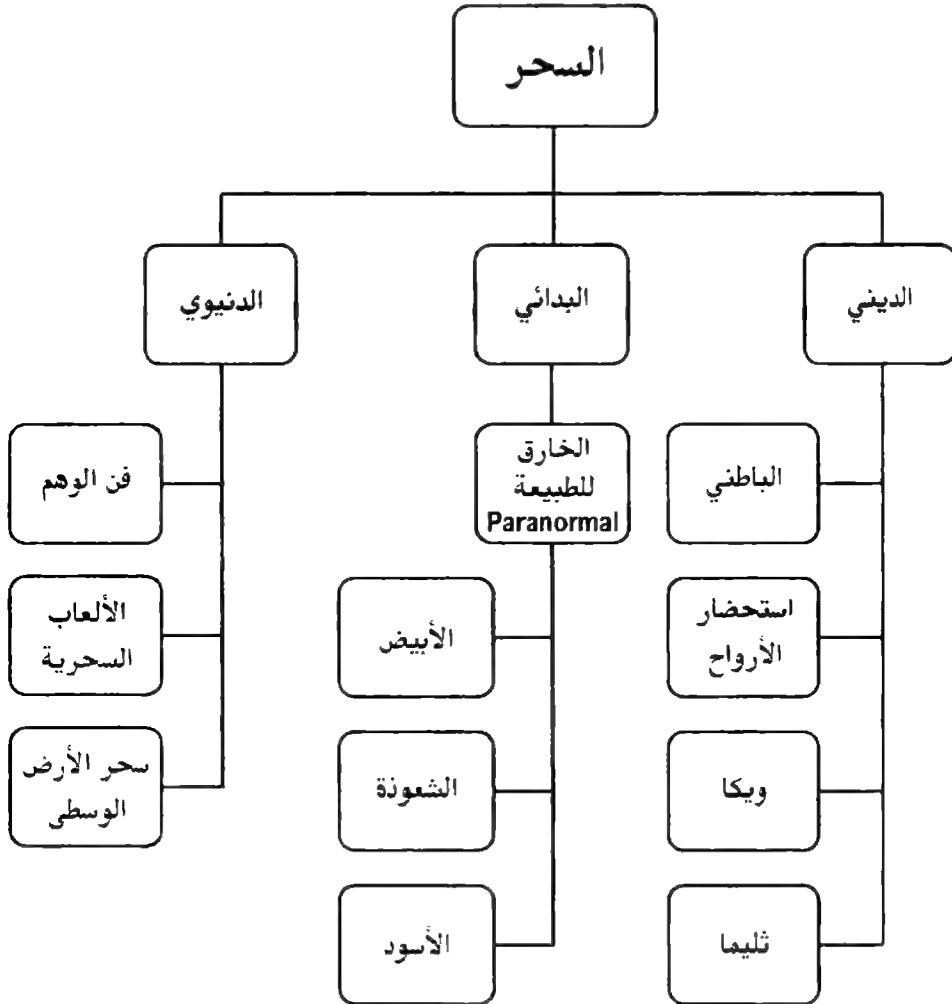 السحر
الديني
البدائي
الدنيوي
الباطني
استحضار
الأرواح
ويكا
ثليما
الخارق
للطبيعة
Paranormal
الأبيض
الشعوذة
الأسود
فن الوهم
الألعاب
السحرية
سحر الأرض
الوسطى